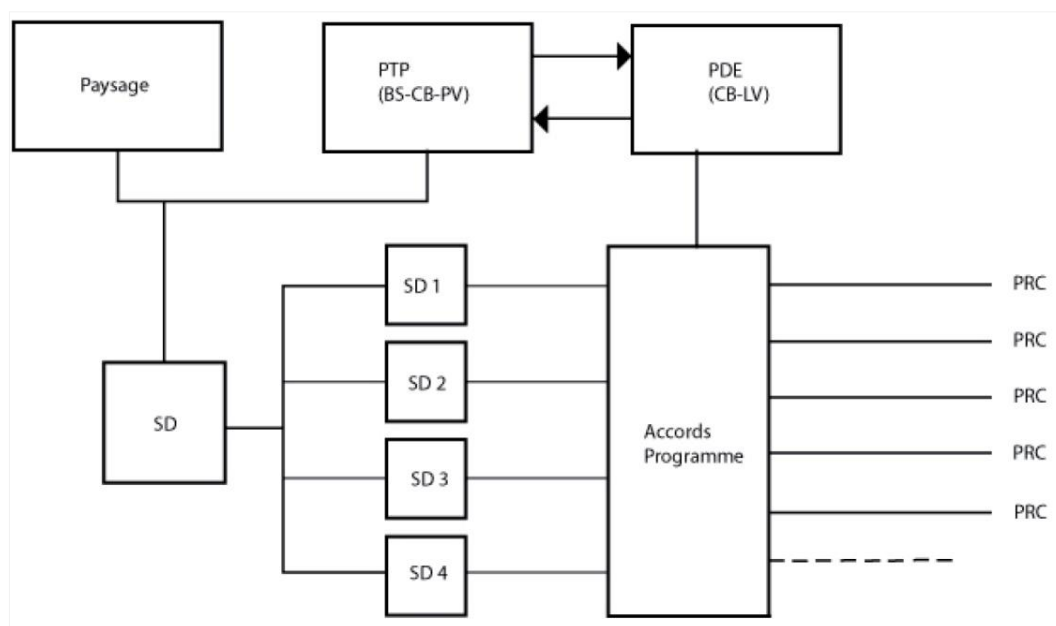 Paysage
PTP
(BS-CB-PV)
PDE
(CB-LV)
SD
SD 1
SD 2
SD 3
SD 4
Accords
Programme
PRC
PRC
PRC
PRC
PRC